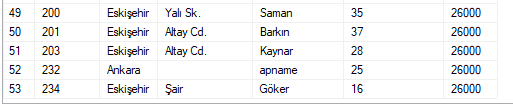 49 200 Eskişehir Yalı Sk. Saman 35 26000
50 201 Eskişehir Altay Cd. Barkın 37 26000
51 203 Eskişehir Altay Cd. Kaynar 28 26000
52 232 Ankara apname 25 26000
53 234 Eskişehir Şair Göker 16 26000